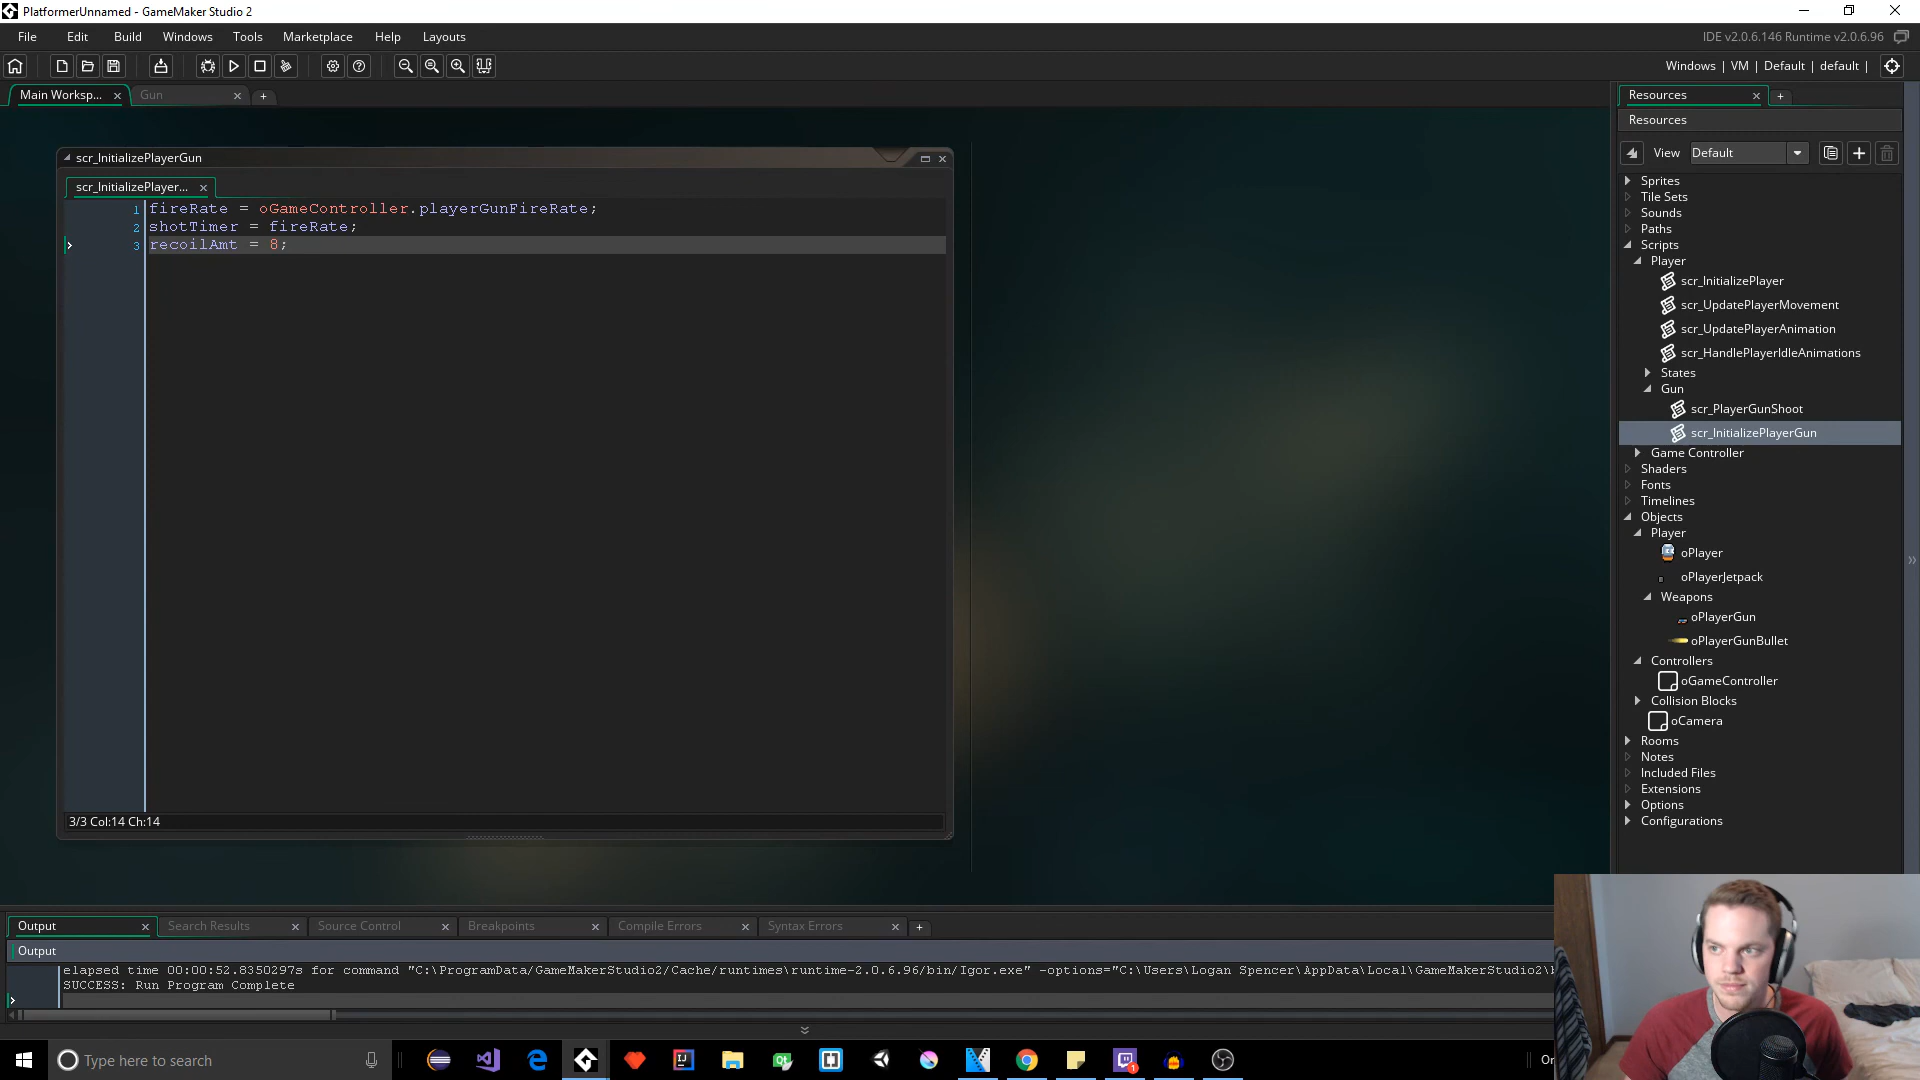 PlatformerUnnamed - GameMaker Studio 2
File Edit Build Windows Tools Marketplace Help Layouts
IDE v2.0.6.146 Runtime v2.0.6.96
Windows | VM | Default | default |
Main Worksp...
Gun
scr_InitializePlayerGun
scr_InitializePlayer...
1 fireRate = oGameController.playerGunFireRate;
2 shotTimer = fireRate;
3 recoilAmt = 8;
3/3 Col:14 Ch:14
Resources
Resources
View Default
Sprites
Tile Sets
Sounds
Paths
Scripts
Player
scr_InitializePlayer
scr_UpdatePlayerMovement
scr_UpdatePlayerAnimation
scr_HandlePlayerIdleAnimations
States
Gun
scr_PlayerGunShoot
scr_InitializePlayerGun
Game Controller
Shaders
Fonts
Timelines
Objects
Player
oPlayer
oPlayerJetpack
Weapons
oPlayerGun
oPlayerGunBullet
Controllers
oGameController
Collision Blocks
oCamera
Rooms
Notes
Included Files
Extensions
Options
Configurations
Output Search Results Source Control Breakpoints Compile Errors Syntax Errors
Output
elapsed time 00:00:52.8350297s for command "C:\ProgramData/GameMakerStudio2/Cache/runtimes\runtime-2.0.6.96/bin/Igor.exe" -options="C:\Users\Logan Spencer\AppData\Local\GameMakerStudio2\
SUCCESS: Run Program Complete
Type here to search